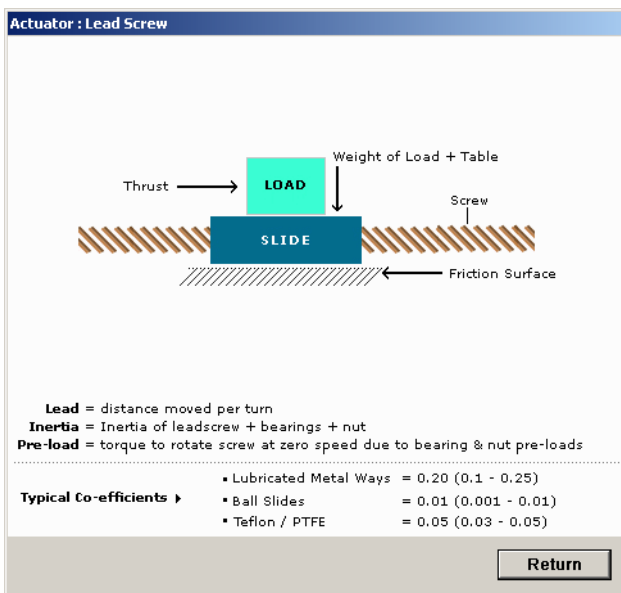 Actuator : Lead Screw
Weight of Load + Table
Thrust
LOAD
Screw
SLIDE
Friction Surface
Lead = distance moved per turn
Inertia = Inertia of leadscrew + bearings + nut
Pre-load = torque to rotate screw at zero speed due to bearing & nut pre-loads
▪ Lubricated Metal Ways = 0.20 (0.1 - 0.25)
Typical Co-efficients ▸ ▪ Ball Slides = 0.01 (0.001 - 0.01)
▪ Teflon / PTFE = 0.05 (0.03 - 0.05)
Return